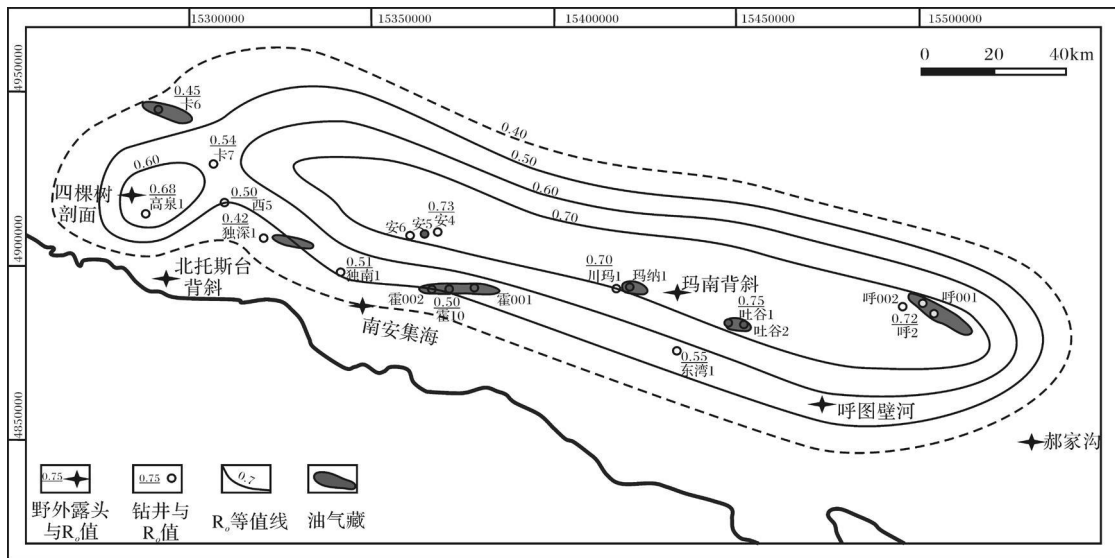 15300000
15350000
15400000
15450000
15500000
0
20
40km
4950000
4900000
4850000
0.45
卡6
0.54
卡7
0.40
0.50
0.60
0.70
0.60
四棵树
剖面
0.68
高泉1
0.50
西5
0.42
独深1
0.73
安6
安5
安4
北托斯台
背斜
0.51
独南1
霍002
0.50
霍10
霍001
南安集海
0.70
川玛1
玛纳1
玛南背斜
0.75
吐谷1
吐谷2
呼002
呼001
0.72
呼2
0.55
东湾1
呼图壁河
郝家沟
0.75
野外露头
与Ro值
0.75
钻井与
Ro值
0.7
Ro等值线
油气藏